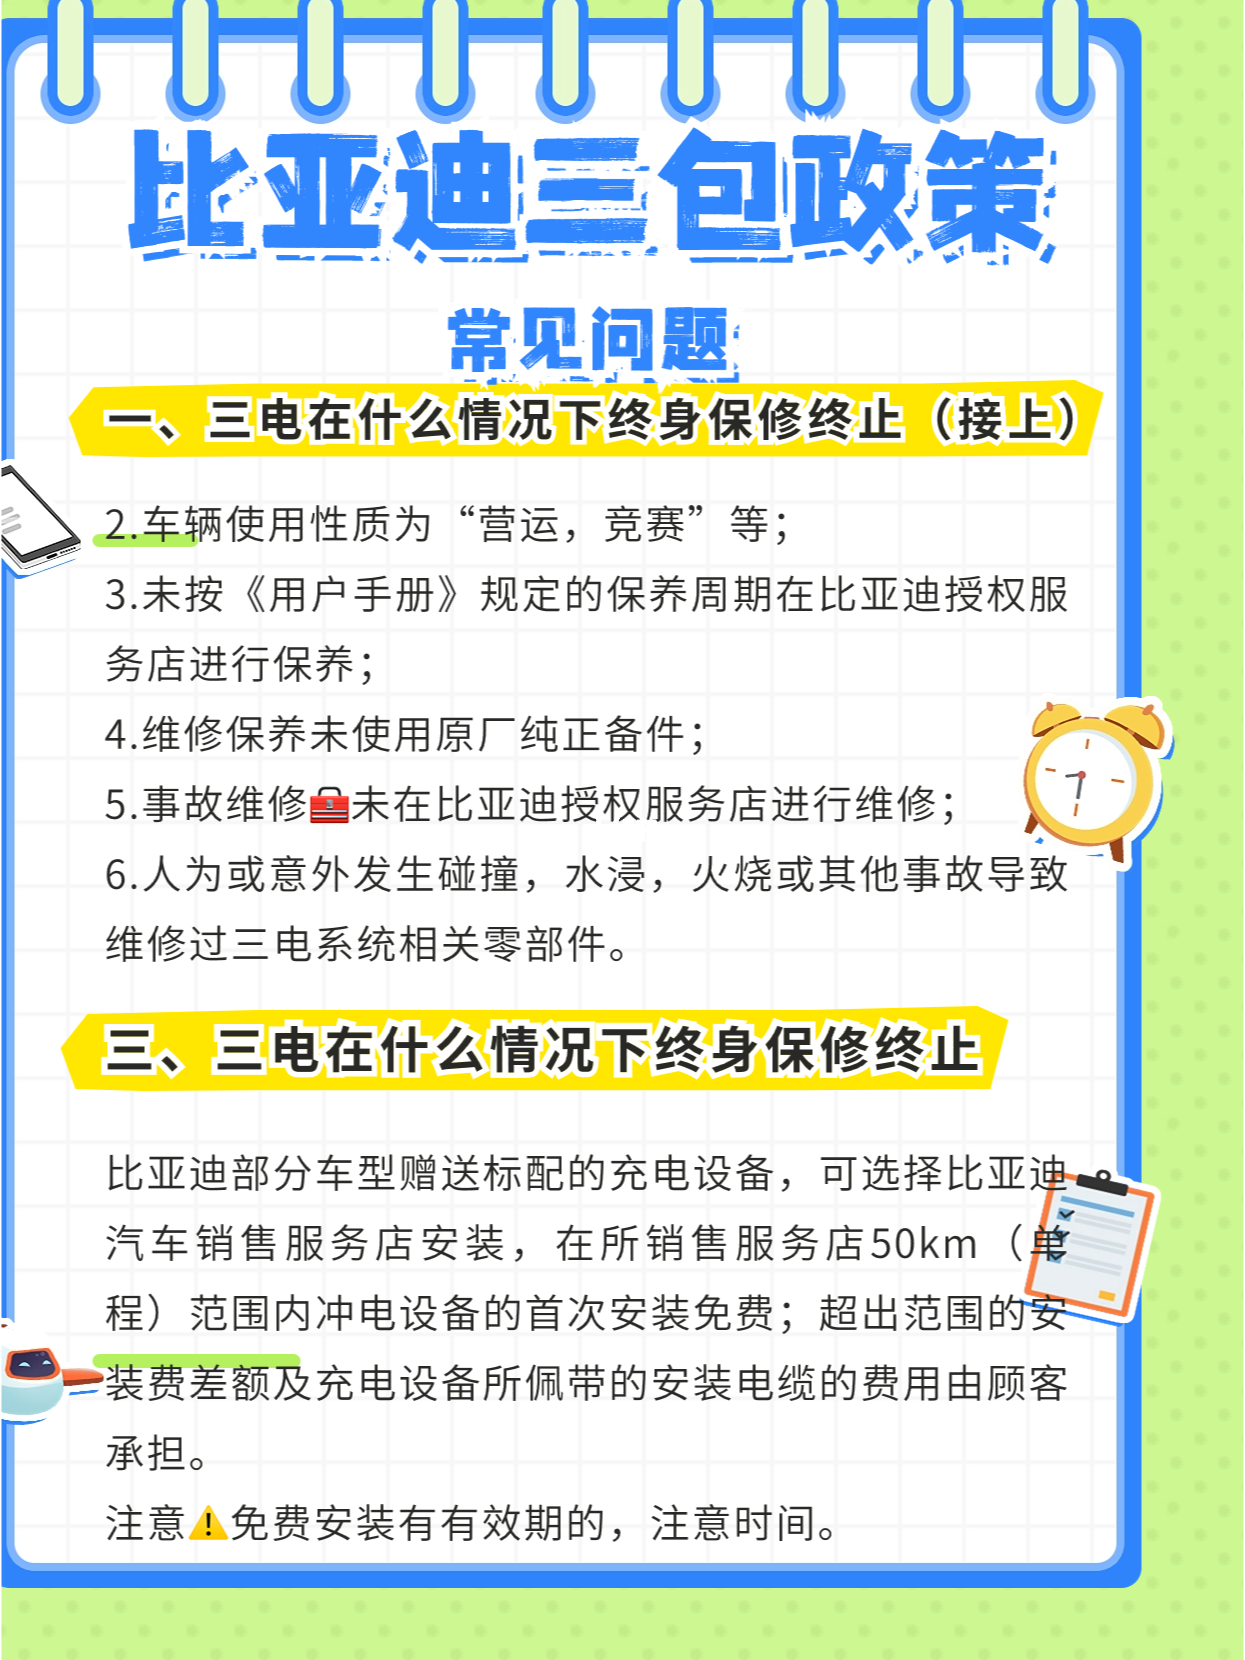 比亚迪三包政策
常见问题
一、三电在什么情况下终身保修终止（接上）
2.车辆使用性质为“营运，竞赛”等；
3.未按《用户手册》规定的保养周期在比亚迪授权服
务店进行保养；
4.维修保养未使用原厂纯正备件；
5.事故维修🧰未在比亚迪授权服务店进行维修；
6.人为或意外发生碰撞，水浸，火烧或其他事故导致
维修过三电系统相关零部件。
三、三电在什么情况下终身保修终止
比亚迪部分车型赠送标配的充电设备，可选择比亚迪
汽车销售服务店安装，在所销售服务店50km（单
程）范围内冲电设备的首次安装免费；超出范围的安
装费差额及充电设备所佩带的安装电缆的费用由顾客
承担。
注意⚠️免费安装有有效期的，注意时间。